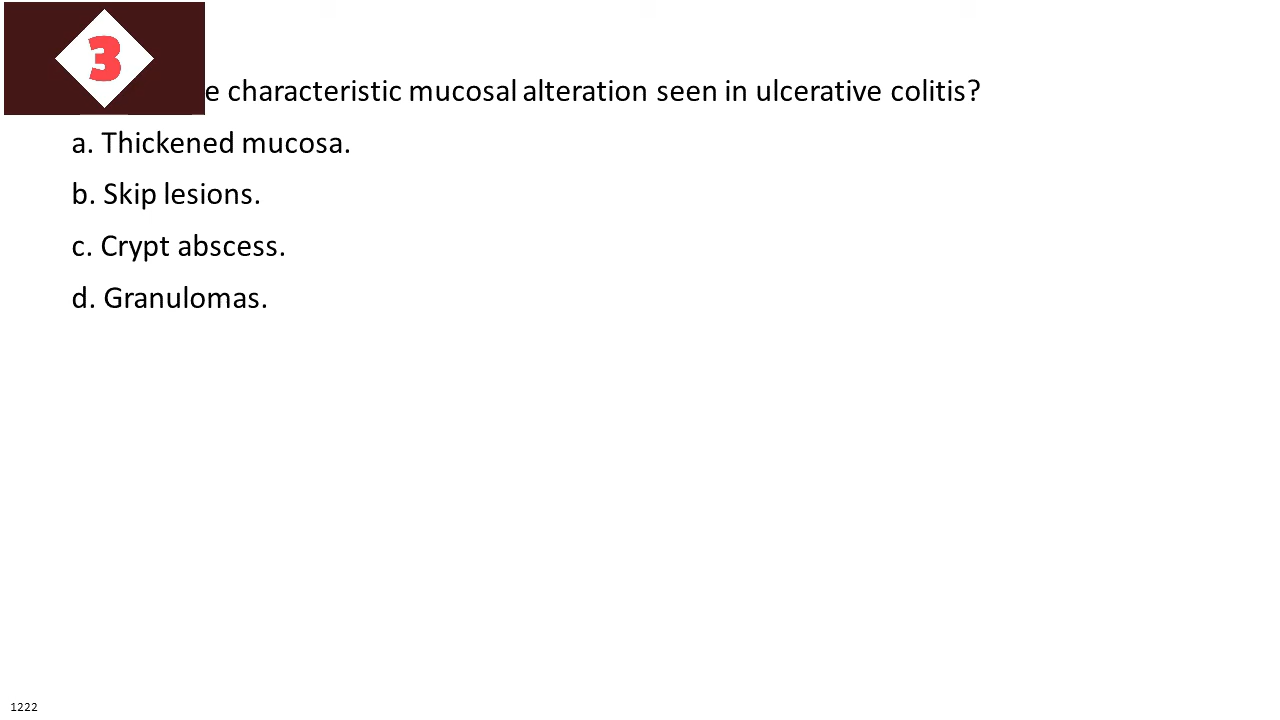 3
e characteristic mucosal alteration seen in ulcerative colitis?
a. Thickened mucosa.
b. Skip lesions.
c. Crypt abscess.
d. Granulomas.
1222